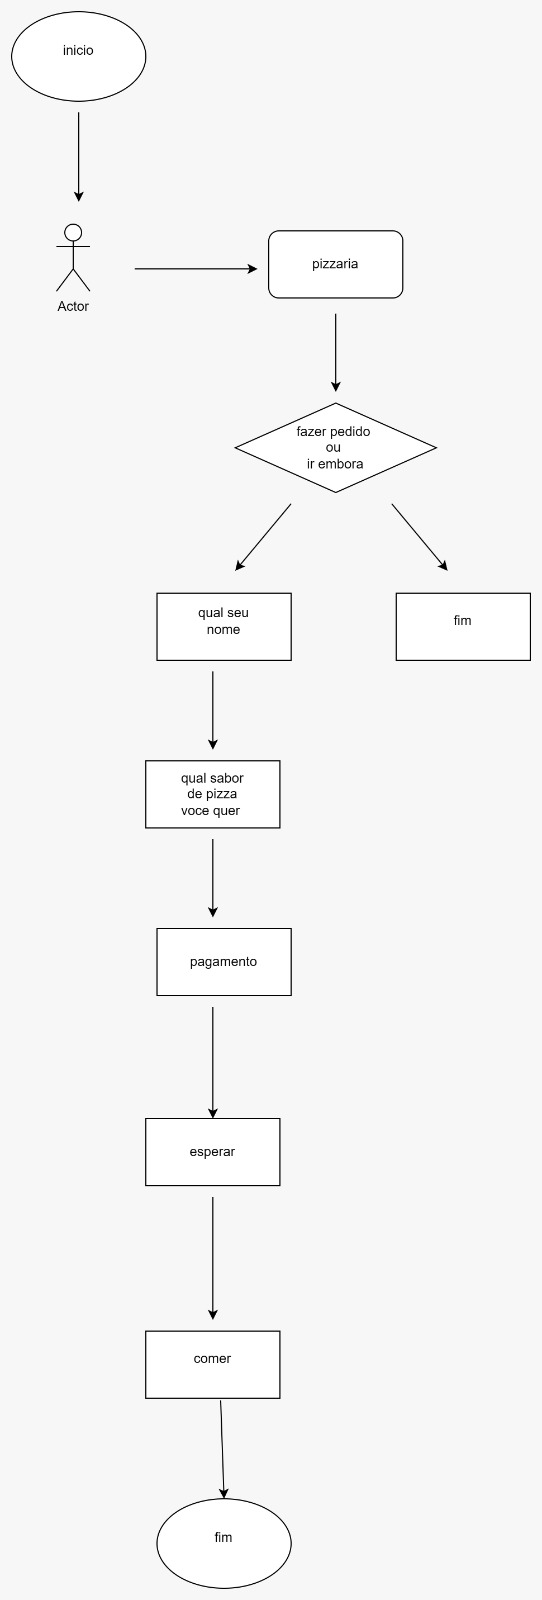 inicio
Actor
pizzaria
fazer pedido
ou
ir embora
qual seu
nome
fim
qual sabor
de pizza
voce quer
pagamento
esperar
comer
fim